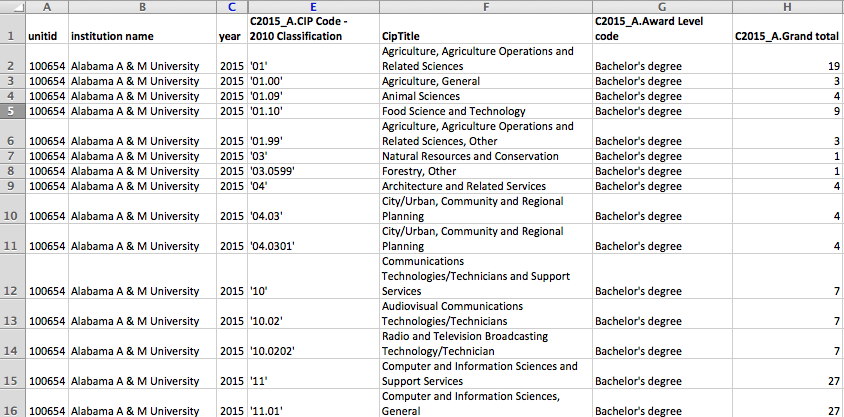 A B C E F G H
C2015_A.CIP Code - C2015_A.Award Level
1 unitid institution name year 2010 Classification CipTitle code C2015_A.Grand total
Agriculture, Agriculture Operations and
2 100654 Alabama A & M University 2015 '01' Related Sciences Bachelor's degree 19
3 100654 Alabama A & M University 2015 '01.00' Agriculture, General Bachelor's degree 3
4 100654 Alabama A & M University 2015 '01.09' Animal Sciences Bachelor's degree 4
5 100654 Alabama A & M University 2015 '01.10' Food Science and Technology Bachelor's degree 9
Agriculture, Agriculture Operations and
6 100654 Alabama A & M University 2015 '01.99' Related Sciences, Other Bachelor's degree 3
7 100654 Alabama A & M University 2015 '03' Natural Resources and Conservation Bachelor's degree 1
8 100654 Alabama A & M University 2015 '03.0599' Forestry, Other Bachelor's degree 1
9 100654 Alabama A & M University 2015 '04' Architecture and Related Services Bachelor's degree 4
City/Urban, Community and Regional
10 100654 Alabama A & M University 2015 '04.03' Planning Bachelor's degree 4
City/Urban, Community and Regional
11 100654 Alabama A & M University 2015 '04.0301' Planning Bachelor's degree 4
Communications
Technologies/Technicians and Support
12 100654 Alabama A & M University 2015 '10' Services Bachelor's degree 7
Audiovisual Communications
13 100654 Alabama A & M University 2015 '10.02' Technologies/Technicians Bachelor's degree 7
Radio and Television Broadcasting
14 100654 Alabama A & M University 2015 '10.0202' Technology/Technician Bachelor's degree 7
Computer and Information Sciences and
15 100654 Alabama A & M University 2015 '11' Support Services Bachelor's degree 27
Computer and Information Sciences,
16 100654 Alabama A & M University 2015 '11.01' General Bachelor's degree 27